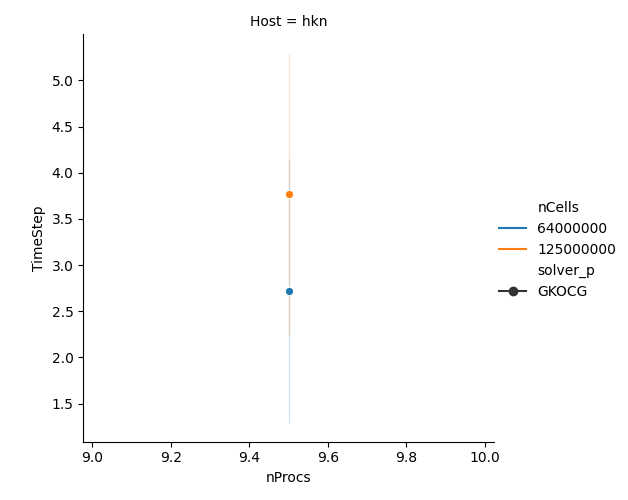 Host = hkn
5.0
4.5
4.0
3.5
3.0
2.5
2.0
1.5
TimeStep
9.0 9.2 9.4 9.6 9.8 10.0
nProcs
nCells
64000000
125000000
solver_p
GKOCG